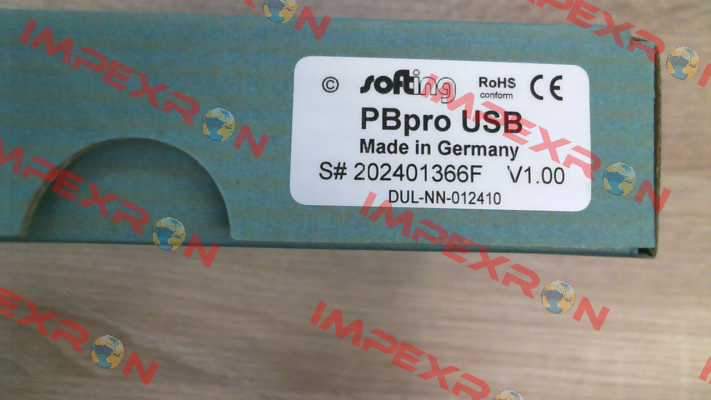 © softing RoHS conform CE
PBpro USB
Made in Germany
S# 202401366F V1.00
DUL-NN-012410
IMPEXRON
IMPEXRON
IMPEXRON
IMPEXRON
IMPEXRON
IMPEXRON
IMPEXRON